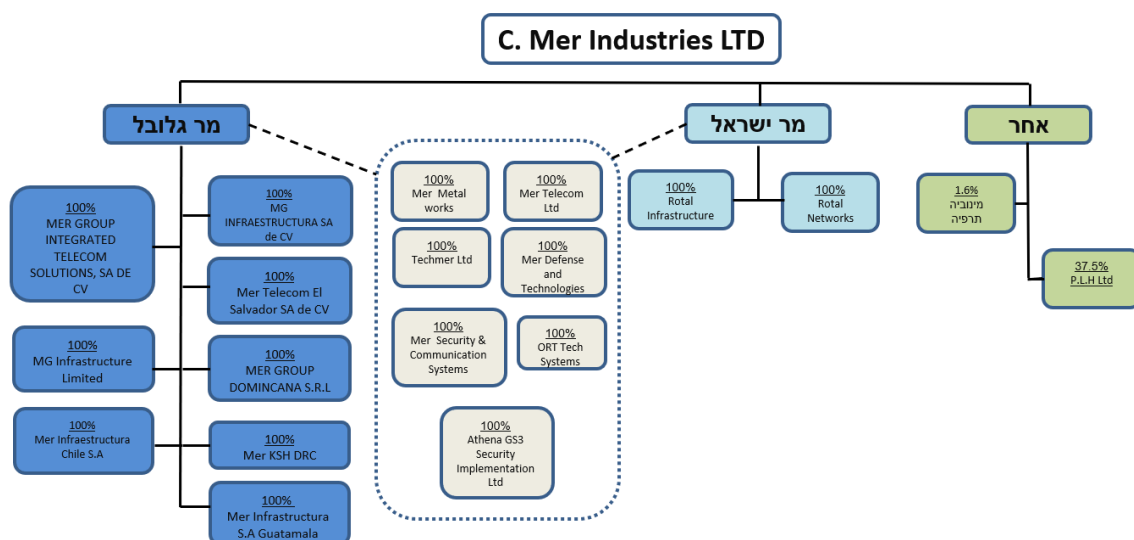 C. Mer Industries LTD
מר גלובל
מר ישראל
אחר
100%
MER GROUP
INTEGRATED
TELECOM
SOLUTIONS, SA DE
CV
100%
MG
INFRAESTRUCTURA SA
de CV
100%
Mer Telecom El
Salvador SA de CV
100%
MG Infrastructure
Limited
100%
MER GROUP
DOMINCANA S.R.L
100%
Mer Infraestructura
Chile S.A
100%
Mer KSH DRC
100%
Mer Infrastructura
S.A Guatamala
100%
Mer Metal
works
100%
Mer Telecom
Ltd
100%
Techmer Ltd
100%
Mer Defense and
Technologies
100%
Mer Security &
Communication
Systems
100%
ORT Tech
Systems
100%
Athena GS3
Security
Implementation
Ltd
100%
Rotal
Infrastructure
100%
Rotal
Networks
1.6%
מינוביה
תרפיה
37.5%
P.L.H Ltd